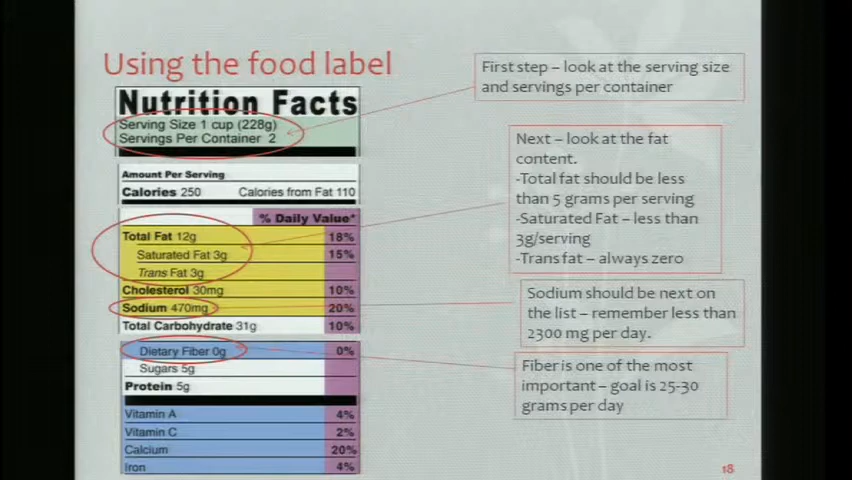 Using the food label
Nutrition Facts
Serving Size 1 cup (228g)
Servings Per Container 2
Amount Per Serving
Calories 250 Calories from Fat 110
% Daily Value*
Total Fat 12g 18%
Saturated Fat 3g 15%
Trans Fat 3g
Cholesterol 30mg 10%
Sodium 470mg 20%
Total Carbohydrate 31g 10%
Dietary Fiber 0g 0%
Sugars 5g
Protein 5g
Vitamin A 4%
Vitamin C 2%
Calcium 20%
Iron 4%
First step – look at the serving size
and servings per container
Next – look at the fat
content.
-Total fat should be less
than 5 grams per serving
-Saturated Fat – less than
3g/serving
-Trans fat – always zero
Sodium should be next on
the list – remember less than
2300 mg per day.
Fiber is one of the most
important – goal is 25-30
grams per day
18